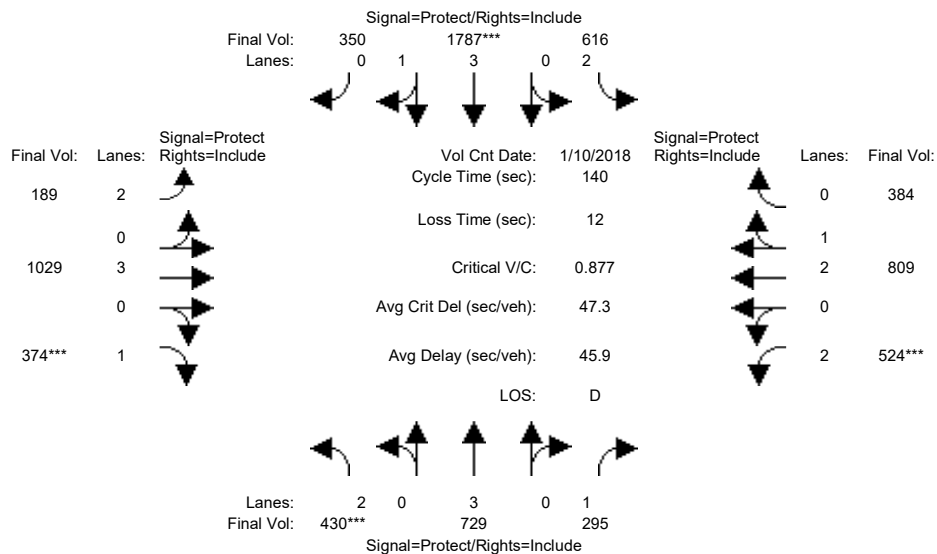 Signal=Protect/Rights=Include
Final Vol: 350 1787*** 616
Lanes: 0 1 3 0 2
Signal=Protect
Final Vol: Lanes: Rights=Include
Vol Cnt Date: 1/10/2018
Signal=Protect
Rights=Include Lanes: Final Vol:
Cycle Time (sec): 140
189 2
0 384
Loss Time (sec): 12
0
1
1029 3
Critical V/C: 0.877
2 809
0
Avg Crit Del (sec/veh): 47.3
0
374*** 1
Avg Delay (sec/veh): 45.9
2 524***
LOS: D
Lanes: 2 0 3 0 1
Final Vol: 430*** 729 295
Signal=Protect/Rights=Include